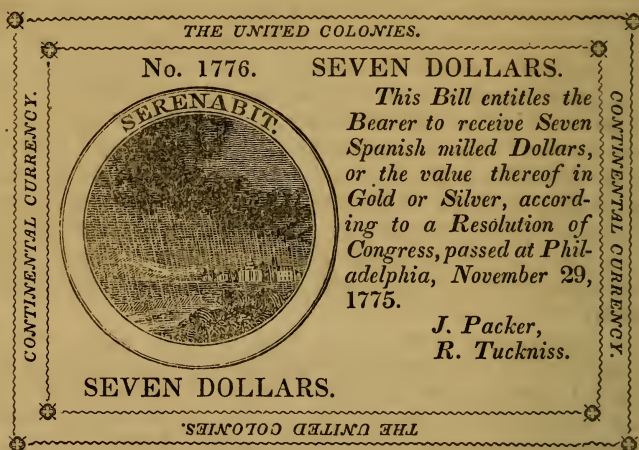 THE UNITED COLONIES.
No. 1776. SEVEN DOLLARS.
SERENABIT.
This Bill entitles the
Bearer to receive Seven
Spanish milled Dollars,
or the value thereof in
Gold or Silver, accord-
ing to a Resolution of
Congress, passed at Phil-
adelphia, November 29,
1775.
J. Packer,
R. Tuckniss.
SEVEN DOLLARS.
CONTINENTAL CURRENCY.
CONTINENTAL CURRENCY.
THE UNITED COLONIES.